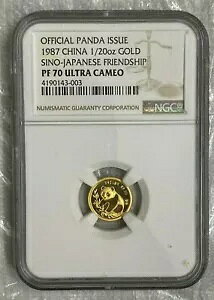 OFFICIAL PANDA ISSUE
1987 CHINA 1/20oz GOLD
SINO-JAPANESE FRIENDSHIP
PF 70 ULTRA CAMEO
4190143-003
NUMISMATIC GUARANTY CORPORATION
NGC